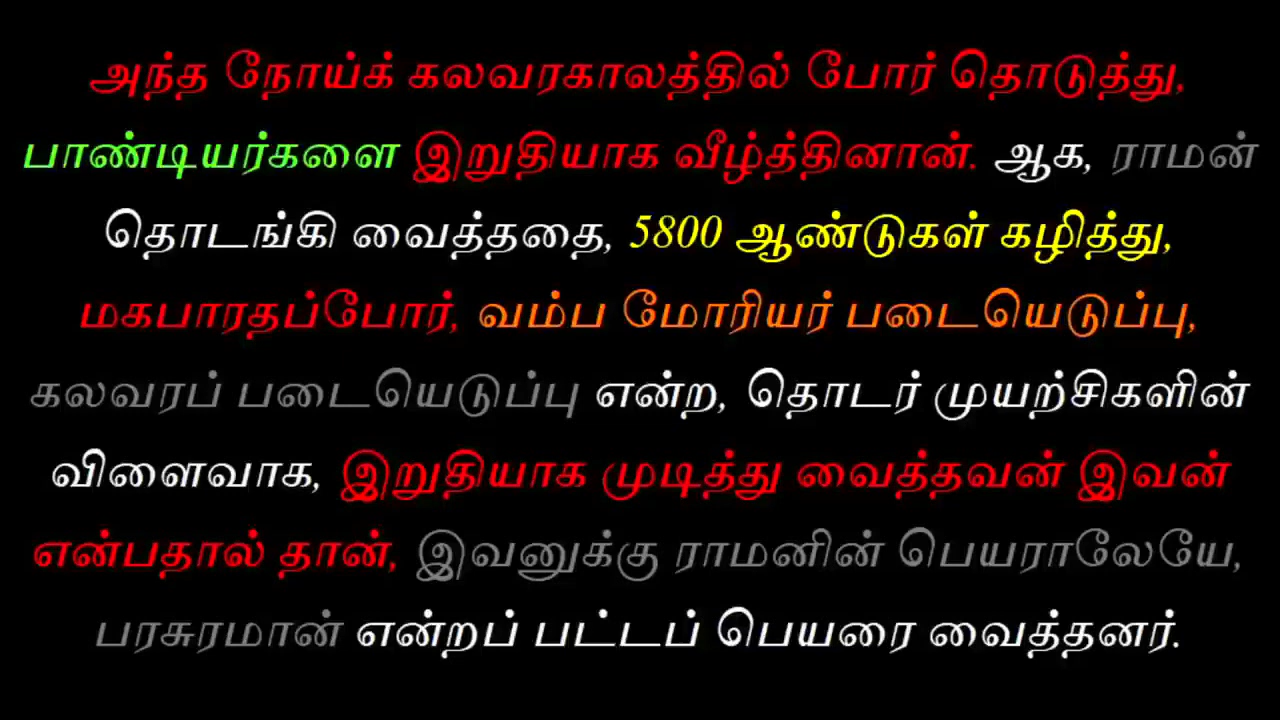 அந்த நோய்க் கலவரகாலத்தில் போர் தொடுத்து,
பாண்டியர்களை இறுதியாக வீழ்த்தினான். ஆக, ராமன்
தொடங்கி வைத்ததை, 5800 ஆண்டுகள் கழித்து,
மகபாரதப்போர், வம்ப மோரியர் படையெடுப்பு,
கலவரப் படையெடுப்பு என்ற, தொடர் முயற்சிகளின்
விளைவாக, இறுதியாக முடித்து வைத்தவன் இவன்
என்பதால் தான், இவனுக்கு ராமனின் பெயராலேயே,
பரசுரமான் என்றப் பட்டப் பெயரை வைத்தனர்.